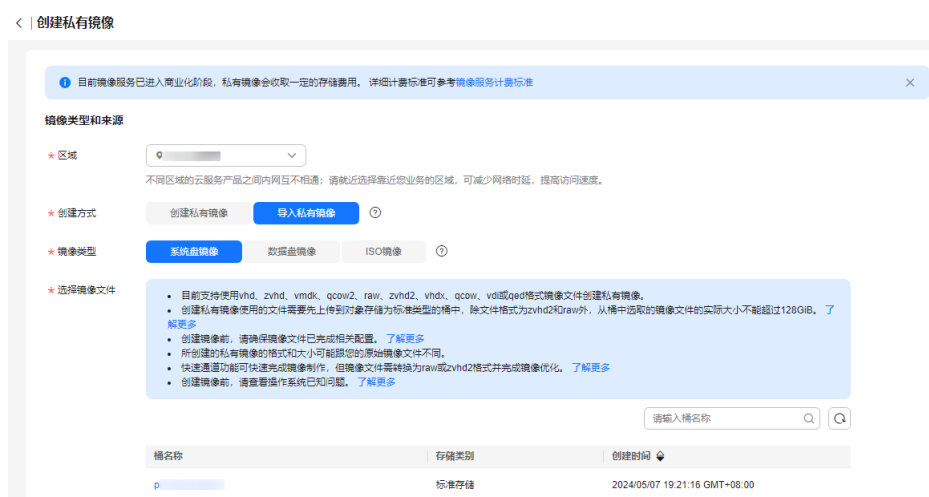 创建私有镜像
目前镜像服务已进入商业化阶段，私有镜像会收取一定的存储费用。 详细计费标准可参考镜像服务计费标准
镜像类型和来源
* 区域
不同区域的云服务产品之间内网互不相通；请就近选择靠近您业务的区域，可减少网络时延，提高访问速度。
* 创建方式 创建私有镜像 导入私有镜像
* 镜像类型 系统盘镜像 数据盘镜像 ISO镜像
* 选择镜像文件
• 目前支持使用vhd、zvhd、vmdk、qcow2、raw、zvhd2、vhdx、qcow、vdi或qed格式镜像文件创建私有镜像。
• 创建私有镜像使用的文件需要先上传到对象存储为标准类型的桶中，除文件格式为zvhd2和raw外，从桶中选取的镜像文件的实际大小不能超过128GiB。 了
解更多
• 创建镜像前，请确保镜像文件已完成相关配置。 了解更多
• 所创建的私有镜像的格式和大小可能跟您的原始镜像文件不同。
• 快速通道功能可快速完成镜像制作，但镜像文件需转换为raw或zvhd2格式并完成镜像优化。 了解更多
• 创建镜像前，请查看操作系统已知问题。 了解更多
请输入桶名称
桶名称 存储类别 创建时间
p 标准存储 2024/05/07 19:21:16 GMT+08:00